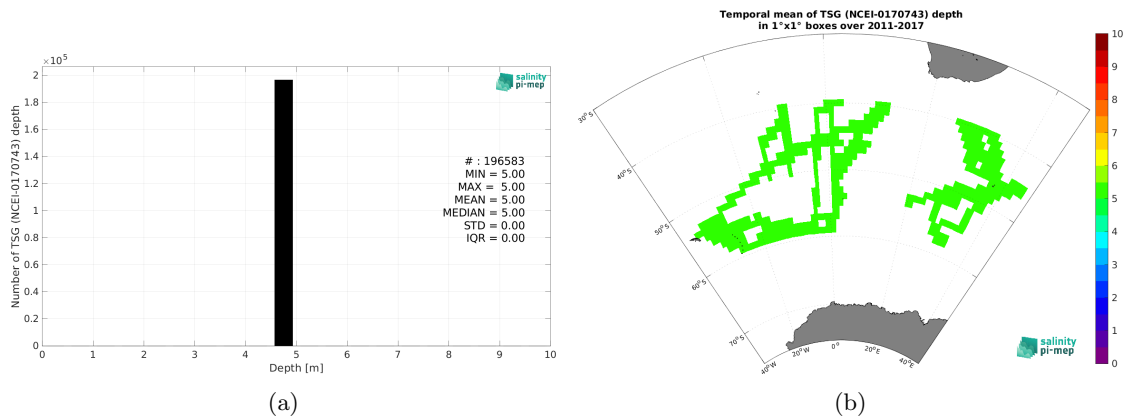 ×10⁵
2
1.8
1.6
1.4
1.2
1
0.8
0.6
0.4
0.2
0
Number of TSG (NCEI-0170743) depth
salinity
pi-mep
# : 196583
MIN = 5.00
MAX = 5.00
MEAN = 5.00
MEDIAN = 5.00
STD = 0.00
IQR = 0.00
0 1 2 3 4 5 6 7 8 9 10
Depth [m]
(a)
Temporal mean of TSG (NCEI-0170743) depth
in 1°x1° boxes over 2011-2017
30°S
40°S
50°S
60°S
70°S
40°W
20°W
0°
20°E
40°E
10
9
8
7
6
5
4
3
2
1
0
salinity
pi-mep
(b)